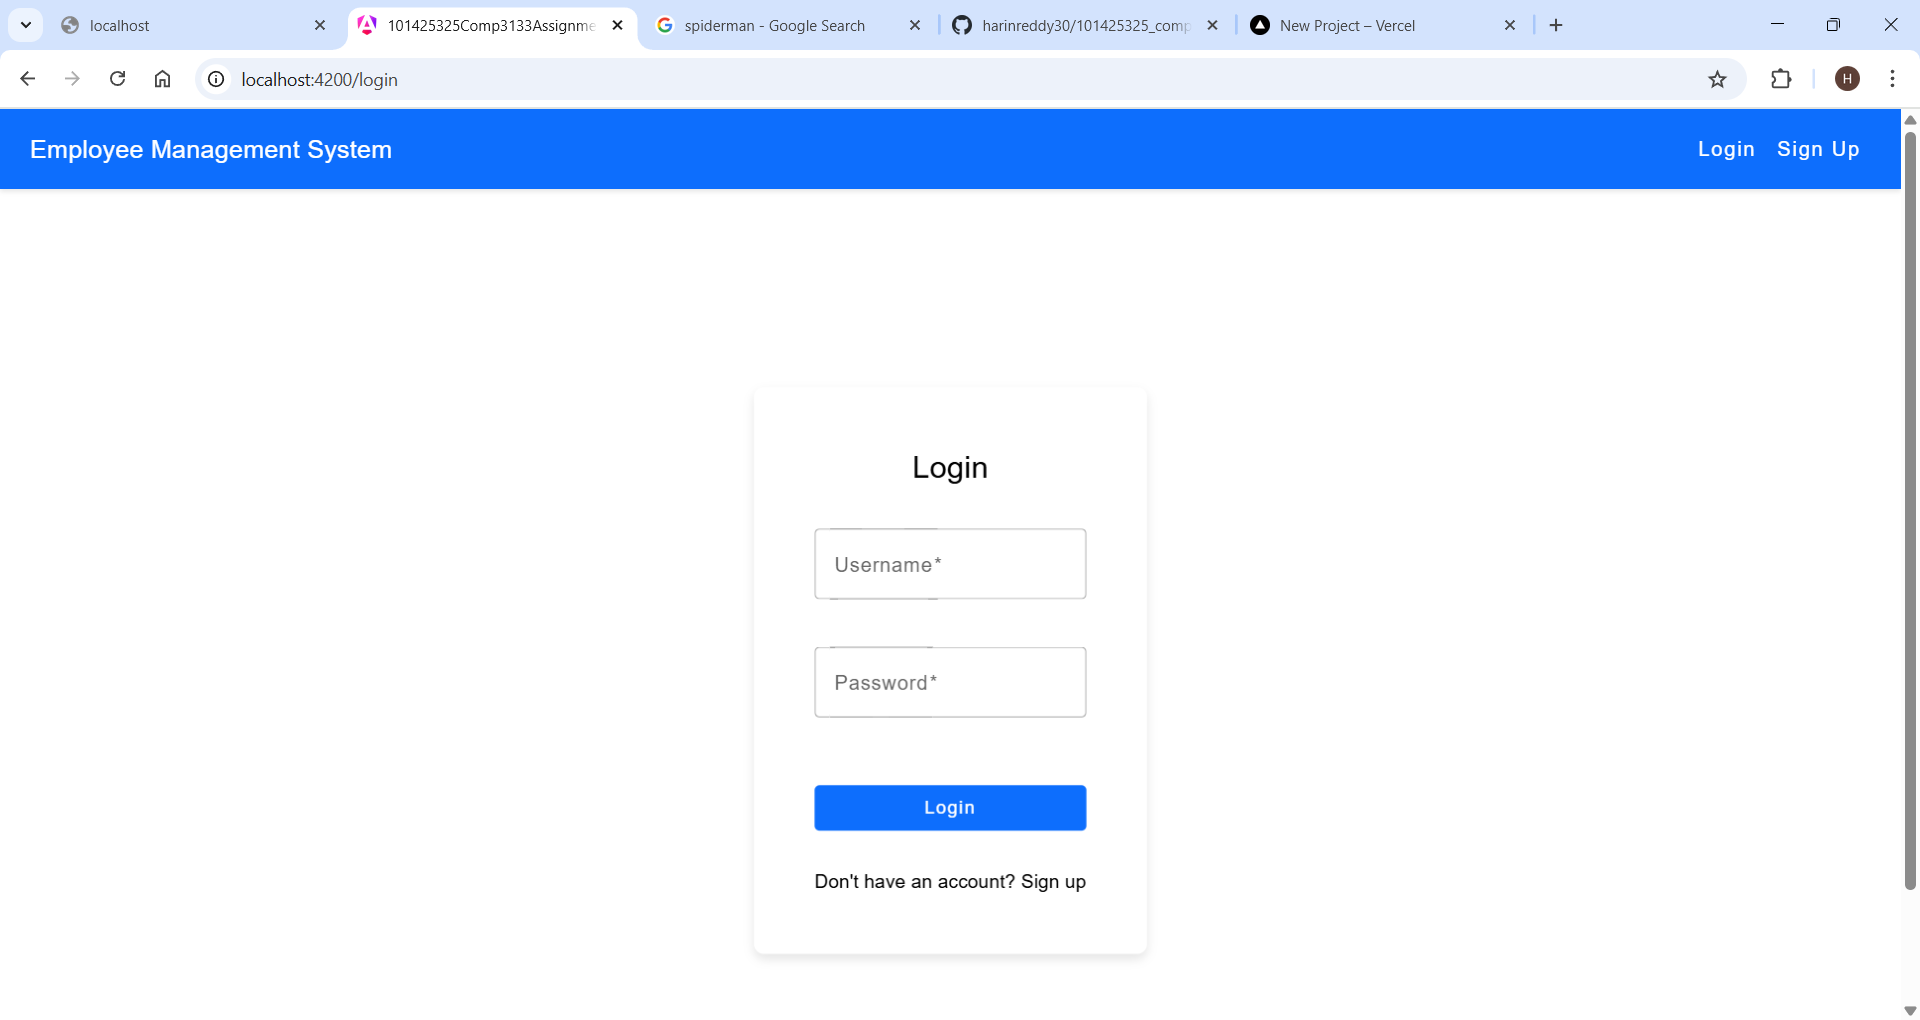 localhost
101425325Comp3133Assignme
spiderman - Google Search
harinreddy30/101425325_comp
New Project – Vercel
localhost:4200/login
H
Employee Management System
Login Sign Up
Login
Username*
Password*
Login
Don't have an account? Sign up